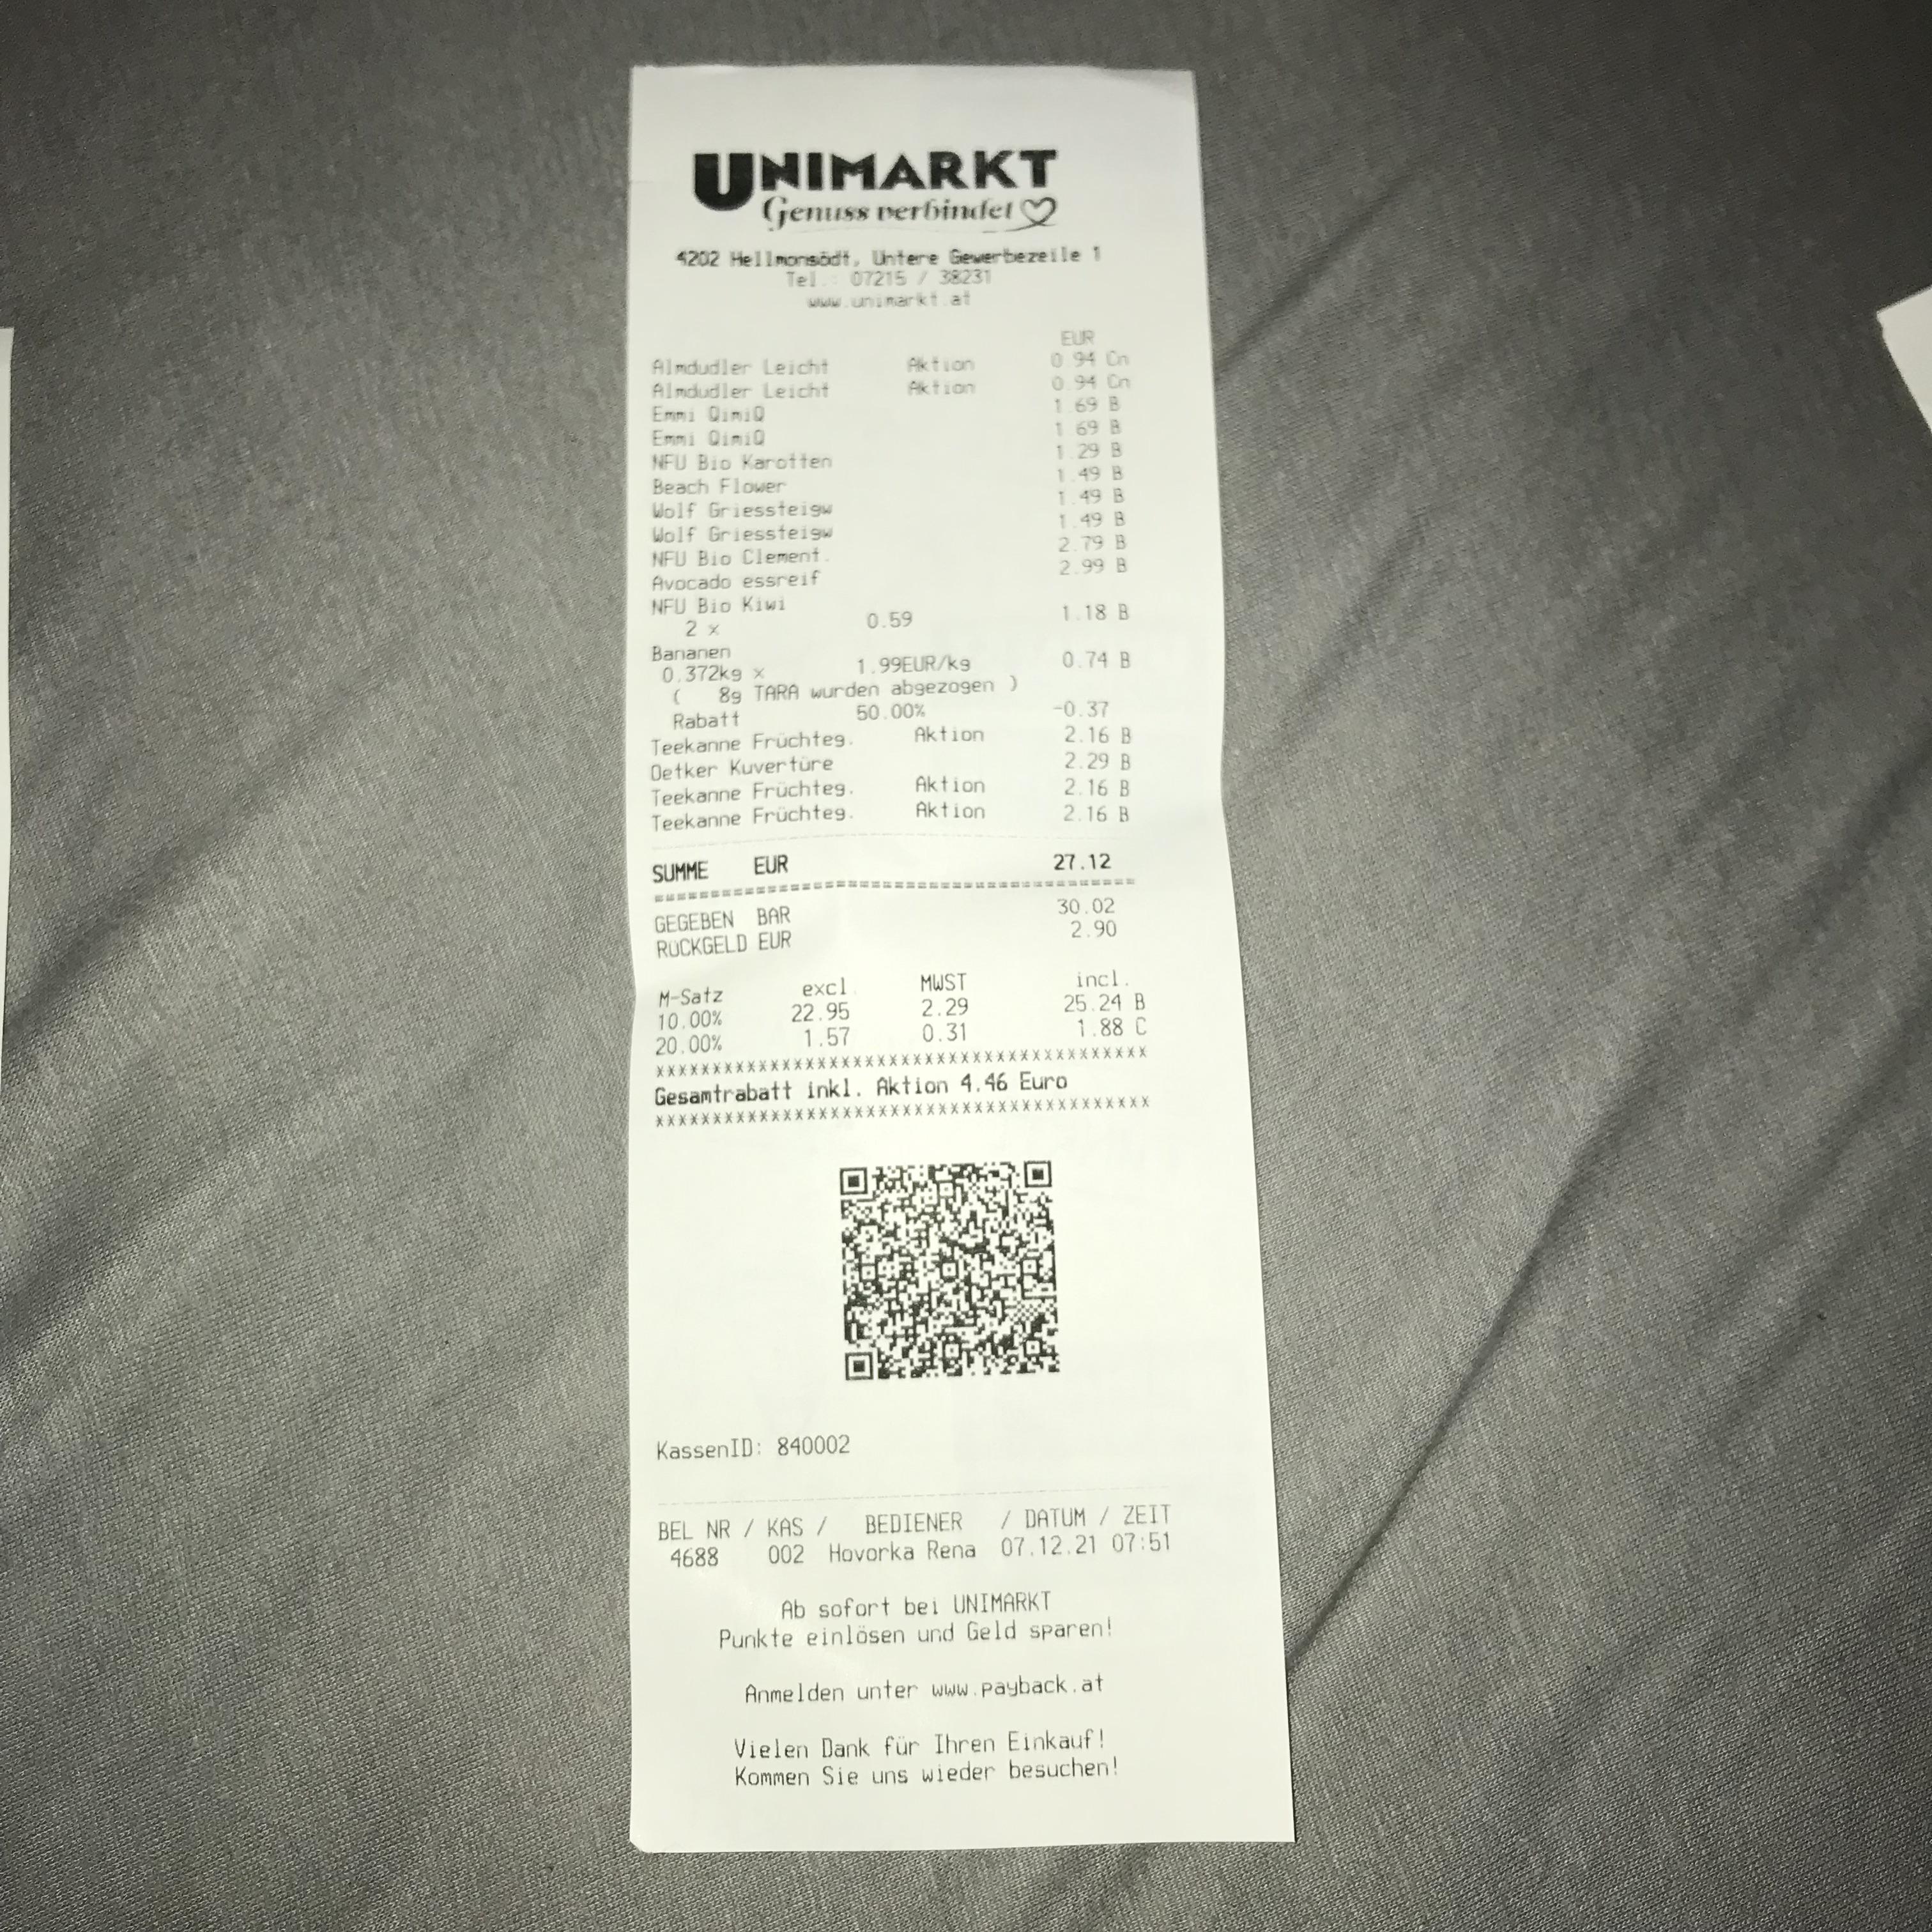 UNIMARKT
Genuss verbindet
4202 Hellmonsödt, Untere Gewerbezeile 1
Tel.: 07215 / 38231
www.unimarkt.at
EUR
Almdudler Leicht Aktion 0.94 Cn
Almdudler Leicht Aktion 0.94 Cn
Emmi QimiQ 1.69 B
Emmi QimiQ 1.69 B
NFU Bio Karotten 1.29 B
Beach Flower 1.49 B
Wolf Griessteigw 1.49 B
Wolf Griessteigw 1.49 B
NFU Bio Clement. 2.79 B
Avocado essreif 2.99 B
NFU Bio Kiwi
2 x 0.59 1.18 B
Bananen
0.372kg x 1.99EUR/kg 0.74 B
( 8g TARA wurden abgezogen )
Rabatt 50.00% -0.37
Teekanne Früchteg. Aktion 2.16 B
Oetker Kuvertüre 2.29 B
Teekanne Früchteg. Aktion 2.16 B
Teekanne Früchteg. Aktion 2.16 B
SUMME EUR 27.12
GEGEBEN BAR 30.02
RÜCKGELD EUR 2.90
M-Satz excl. MWST incl.
10.00% 22.95 2.29 25.24 B
20.00% 1.57 0.31 1.88 C
Gesamtrabatt inkl. Aktion 4.46 Euro
KassenID: 840002
BEL NR / KAS / BEDIENER / DATUM / ZEIT
4688 002 Hovorka Rena 07.12.21 07:51
Ab sofort bei UNIMARKT
Punkte einlösen und Geld sparen!
Anmelden unter www.payback.at
Vielen Dank für Ihren Einkauf!
Kommen Sie uns wieder besuchen!